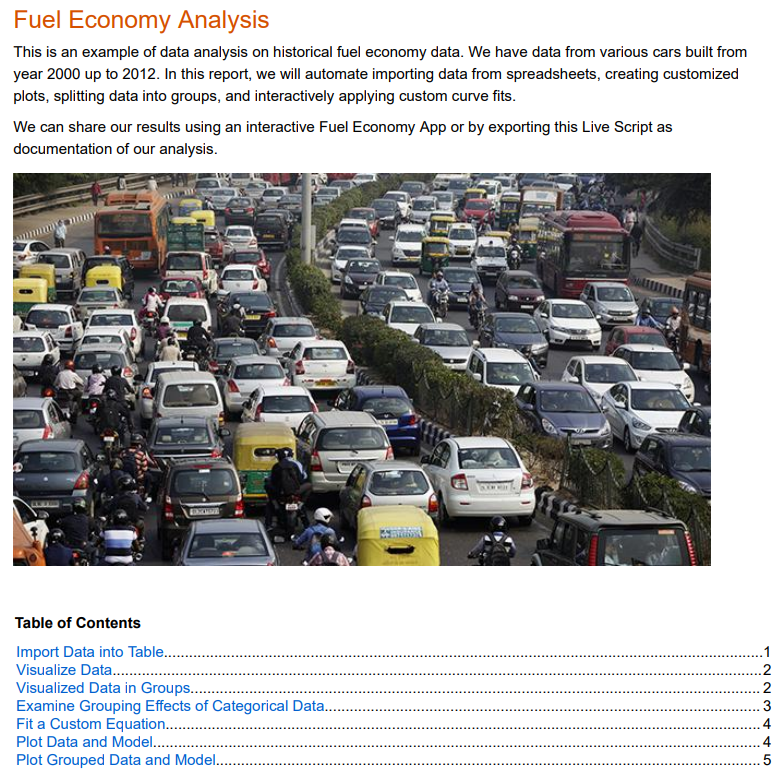 Fuel Economy Analysis
This is an example of data analysis on historical fuel economy data. We have data from various cars built from
year 2000 up to 2012. In this report, we will automate importing data from spreadsheets, creating customized
plots, splitting data into groups, and interactively applying custom curve fits.
We can share our results using an interactive Fuel Economy App or by exporting this Live Script as
documentation of our analysis.
Table of Contents
Import Data into Table................................................................................................................................................1
Visualize Data............................................................................................................................................................2
Visualized Data in Groups.........................................................................................................................................2
Examine Grouping Effects of Categorical Data.........................................................................................................3
Fit a Custom Equation...............................................................................................................................................4
Plot Data and Model..................................................................................................................................................4
Plot Grouped Data and Model...................................................................................................................................5